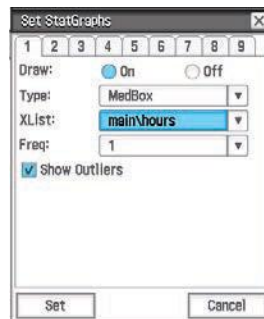 Set StatGraphs
1 2 3 4 5 6 7 8 9
Draw: On Off
Type: MedBox
XList: main\hours
Freq: 1
Show Outliers
Set Cancel